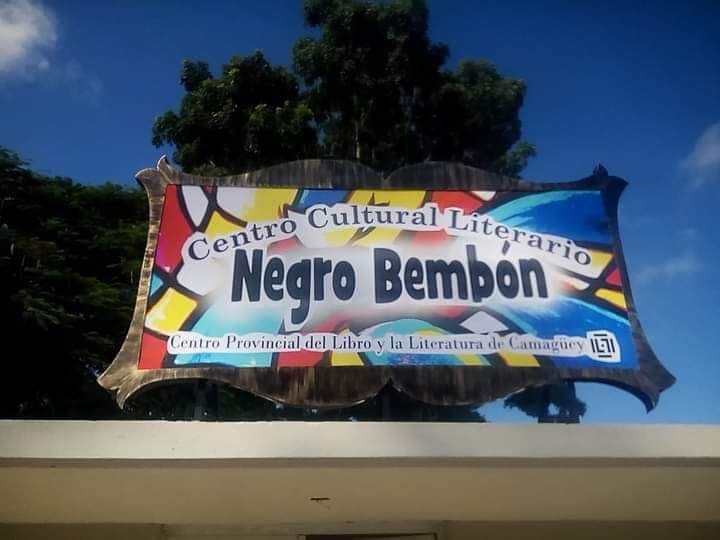 Centro Cultural Literario
Negro Bembón
Centro Provincial del Libro y la Literatura de Camagüey